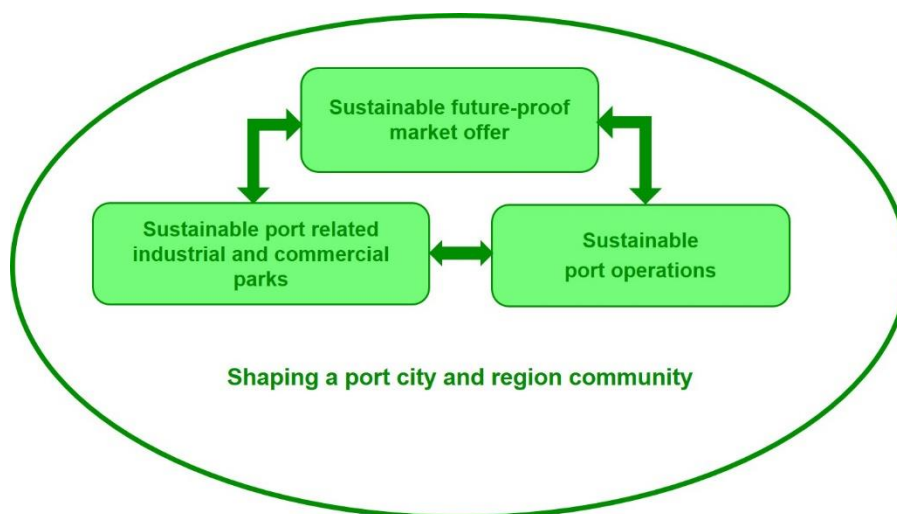 Sustainable future-proof
market offer
Sustainable port related
industrial and commercial
parks
Sustainable
port operations
Shaping a port city and region community